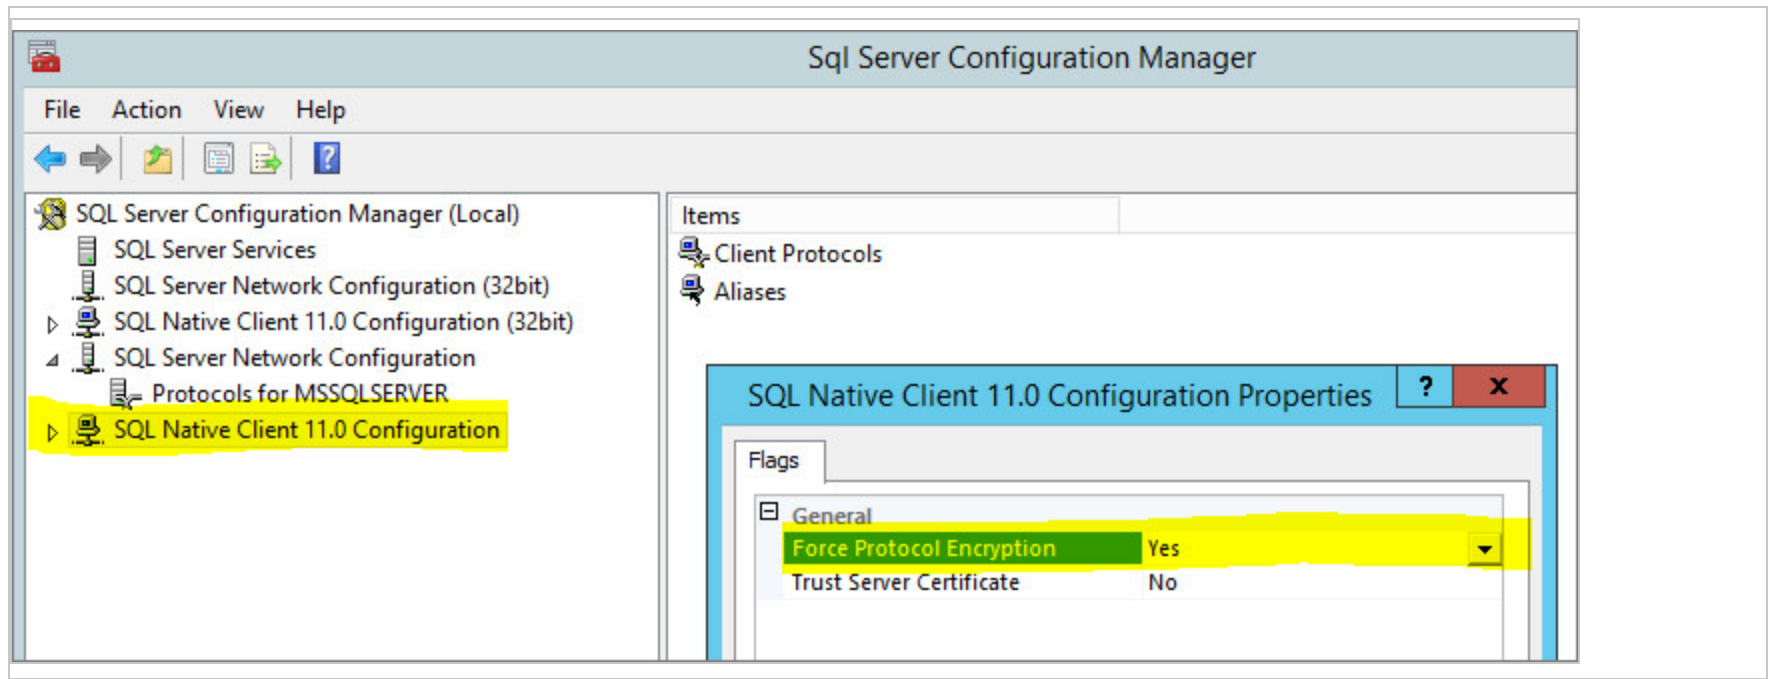 Sql Server Configuration Manager
File Action View Help
?
SQL Server Configuration Manager (Local)
SQL Server Services
SQL Server Network Configuration (32bit)
SQL Native Client 11.0 Configuration (32bit)
SQL Server Network Configuration
Protocols for MSSQLSERVER
SQL Native Client 11.0 Configuration
Items
Client Protocols
Aliases
SQL Native Client 11.0 Configuration Properties ? x
Flags
General
Force Protocol Encryption Yes
Trust Server Certificate No